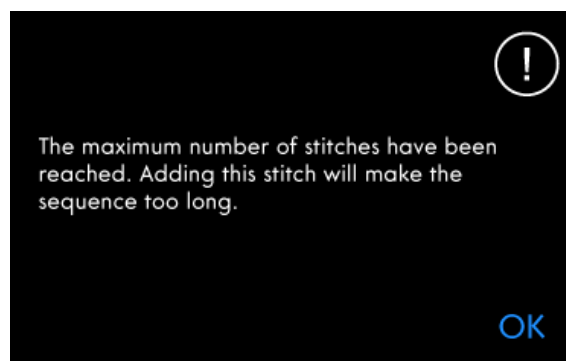 !
The maximum number of stitches have been
reached. Adding this stitch will make the
sequence too long.
OK